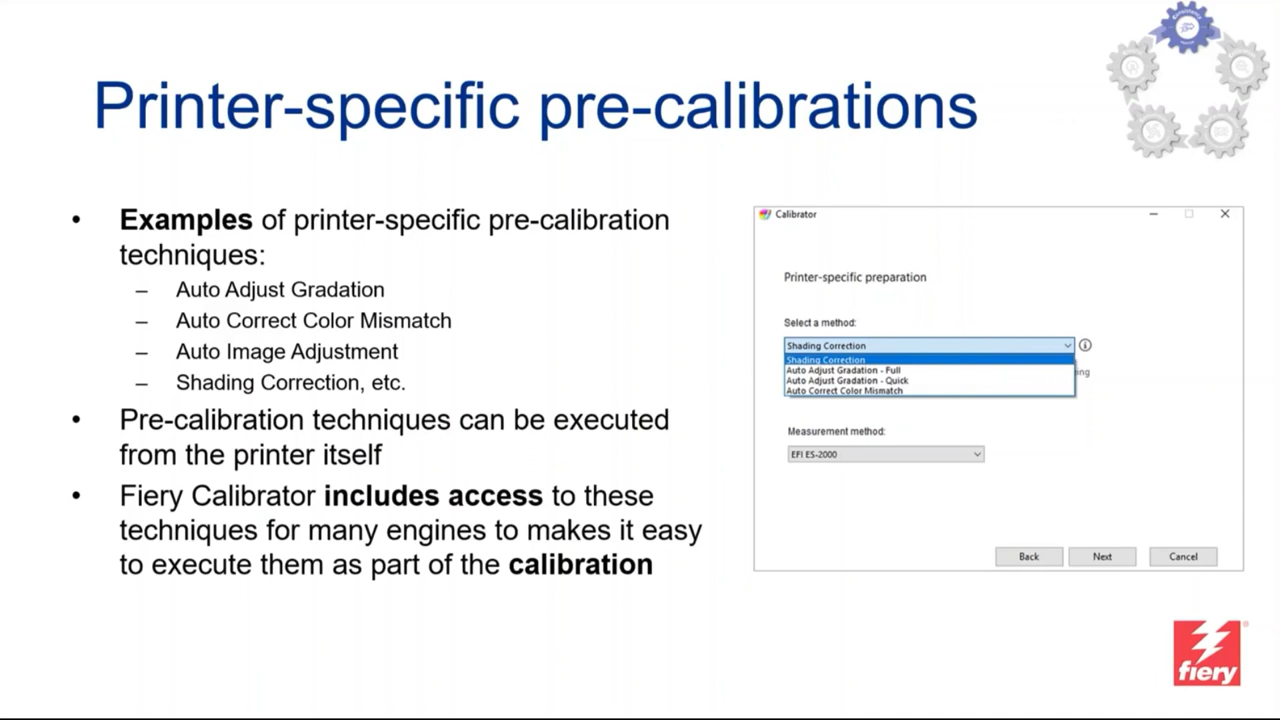 Consistency
Printer-specific pre-calibrations
• Examples of printer-specific pre-calibration
techniques:
– Auto Adjust Gradation
– Auto Correct Color Mismatch
– Auto Image Adjustment
– Shading Correction, etc.
• Pre-calibration techniques can be executed
from the printer itself
• Fiery Calibrator includes access to these
techniques for many engines to makes it easy
to execute them as part of the calibration
Calibrator
Printer-specific preparation
Select a method:
Shading Correction
Shading Correction
Auto Adjust Gradation - Full
Auto Adjust Gradation - Quick
Auto Correct Color Mismatch
ing
Measurement method:
EFI ES-2000
Back Next Cancel
fiery®